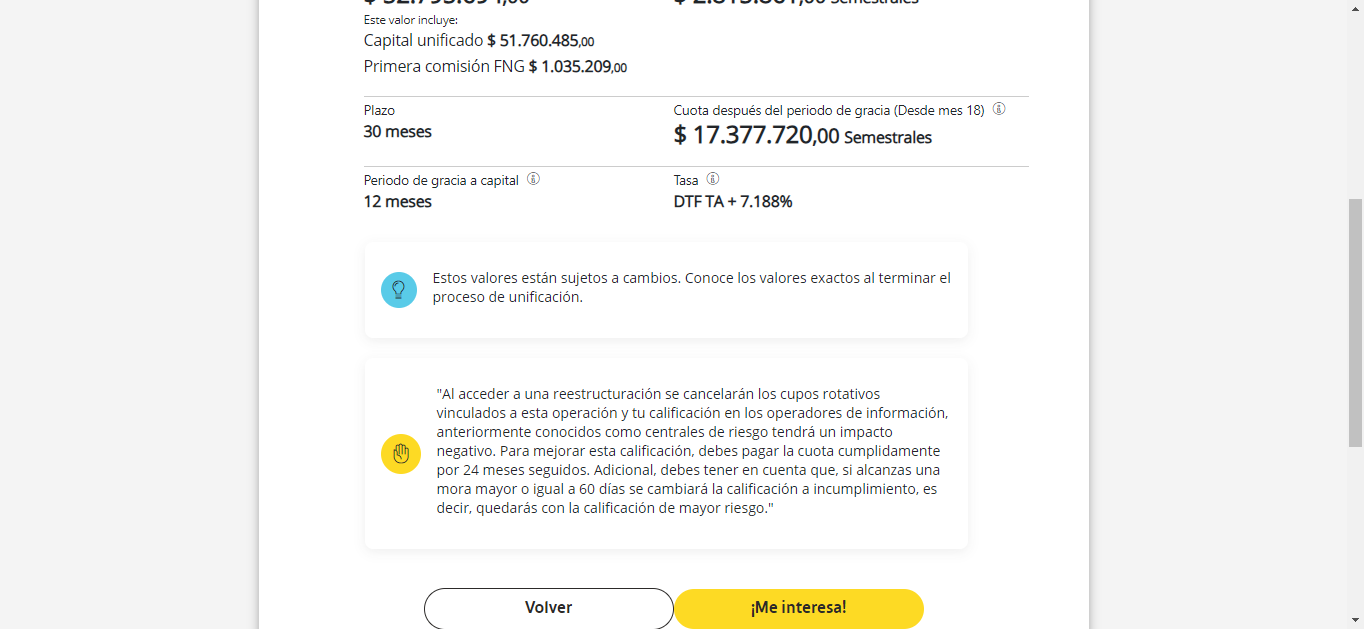 Semestrales
Este valor incluye:
Capital unificado $ 51.760.485,00
Primera comisión FNG $ 1.035.209,00
Plazo
30 meses
Cuota después del periodo de gracia (Desde mes 18)
$ 17.377.720,00 Semestrales
Periodo de gracia a capital
12 meses
Tasa
DTF TA + 7.188%
Estos valores están sujetos a cambios. Conoce los valores exactos al terminar el
proceso de unificación.
"Al acceder a una reestructuración se cancelarán los cupos rotativos
vinculados a esta operación y tu calificación en los operadores de información,
anteriormente conocidos como centrales de riesgo tendrá un impacto
negativo. Para mejorar esta calificación, debes pagar la cuota cumplidamente
por 24 meses seguidos. Adicional, debes tener en cuenta que, si alcanzas una
mora mayor o igual a 60 días se cambiará la calificación a incumplimiento, es
decir, quedarás con la calificación de mayor riesgo."
Volver
¡Me interesa!